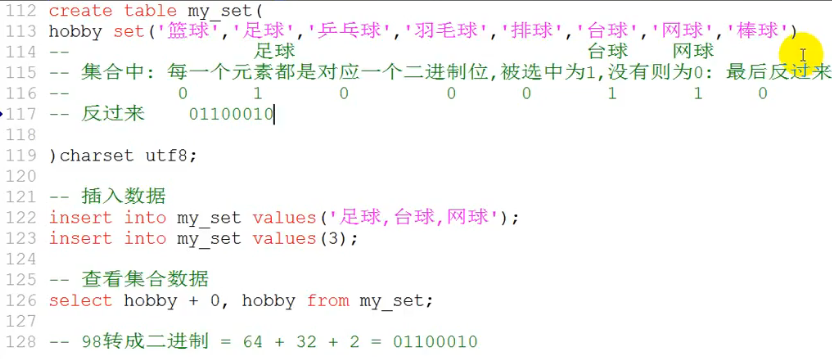 112 create table my_set(
113 hobby set('篮球','足球','乒乓球','羽毛球','排球','台球','网球','棒球')
114 -- 足球 台球 网球
115 -- 集合中: 每一个元素都是对应一个二进制位,被选中为1,没有则为0: 最后反过来
116 -- 0 1 0 0 0 1 1 0
117 -- 反过来 01100010
118
119 )charset utf8;
120
121 -- 插入数据
122 insert into my_set values('足球,台球,网球');
123 insert into my_set values(3);
124
125 -- 查看集合数据
126 select hobby + 0, hobby from my_set;
127
128 -- 98转成二进制 = 64 + 32 + 2 = 01100010